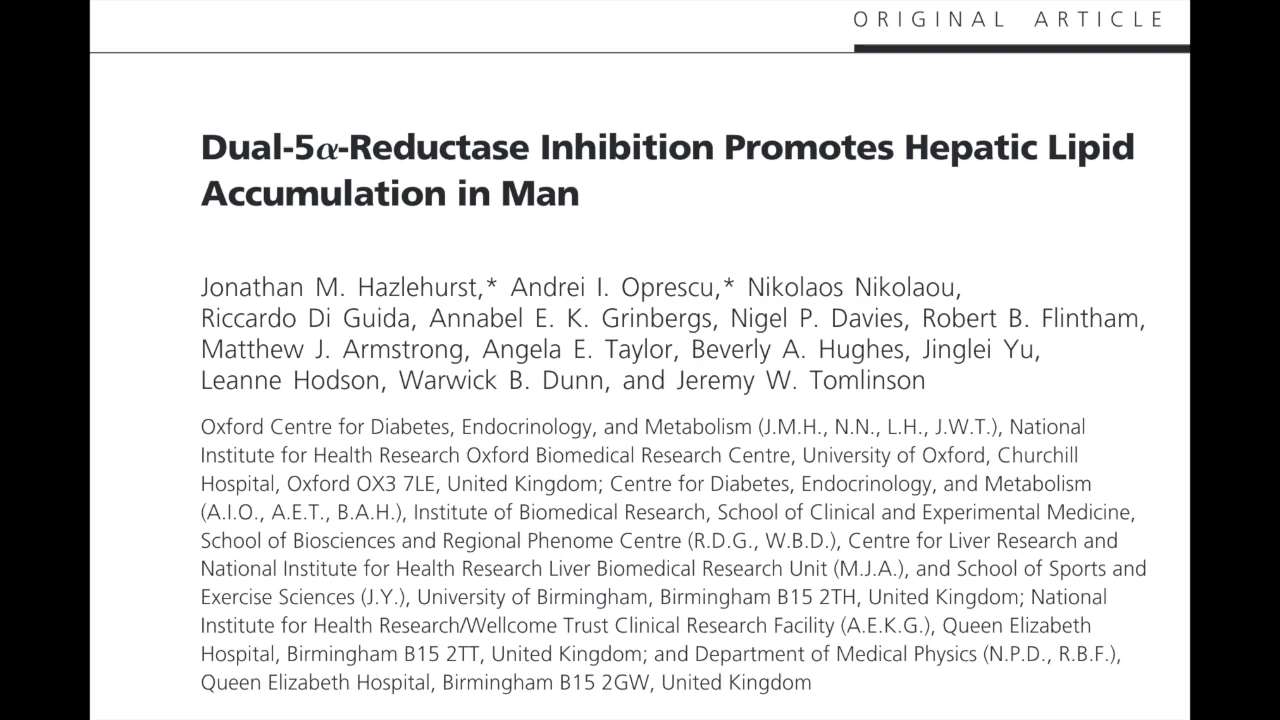 ORIGINAL ARTICLE
Dual-5α-Reductase Inhibition Promotes Hepatic Lipid
Accumulation in Man
Jonathan M. Hazlehurst,* Andrei I. Oprescu,* Nikolaos Nikolaou,
Riccardo Di Guida, Annabel E. K. Grinbergs, Nigel P. Davies, Robert B. Flintham,
Matthew J. Armstrong, Angela E. Taylor, Beverly A. Hughes, Jinglei Yu,
Leanne Hodson, Warwick B. Dunn, and Jeremy W. Tomlinson
Oxford Centre for Diabetes, Endocrinology, and Metabolism (J.M.H., N.N., L.H., J.W.T.), National
Institute for Health Research Oxford Biomedical Research Centre, University of Oxford, Churchill
Hospital, Oxford OX3 7LE, United Kingdom; Centre for Diabetes, Endocrinology, and Metabolism
(A.I.O., A.E.T., B.A.H.), Institute of Biomedical Research, School of Clinical and Experimental Medicine,
School of Biosciences and Regional Phenome Centre (R.D.G., W.B.D.), Centre for Liver Research and
National Institute for Health Research Liver Biomedical Research Unit (M.J.A.), and School of Sports and
Exercise Sciences (J.Y.), University of Birmingham, Birmingham B15 2TH, United Kingdom; National
Institute for Health Research/Wellcome Trust Clinical Research Facility (A.E.K.G.), Queen Elizabeth
Hospital, Birmingham B15 2TT, United Kingdom; and Department of Medical Physics (N.P.D., R.B.F.),
Queen Elizabeth Hospital, Birmingham B15 2GW, United Kingdom